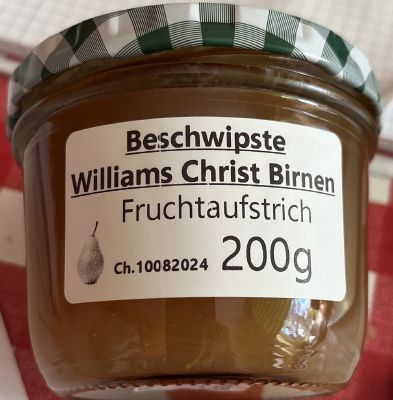 Beschwipste
Williams Christ Birnen
Fruchtaufstrich
Ch.10082024 200g